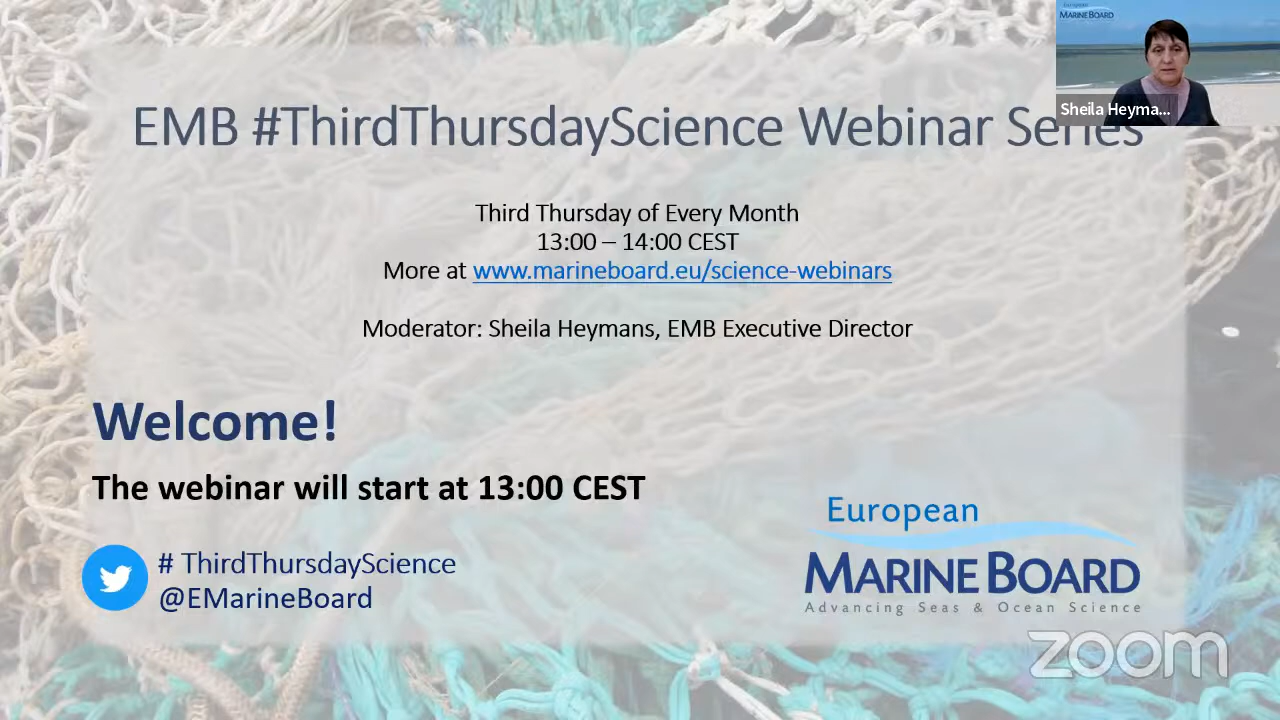 European
MARINE BOARD
Sheila Heyma...
EMB #ThirdThursdayScience Webinar Series
Third Thursday of Every Month
13:00 – 14:00 CEST
More at www.marineboard.eu/science-webinars
Moderator: Sheila Heymans, EMB Executive Director
Welcome!
The webinar will start at 13:00 CEST
# ThirdThursdayScience
@EMarineBoard
European
MARINE BOARD
Advancing Seas & Ocean Science
zoom